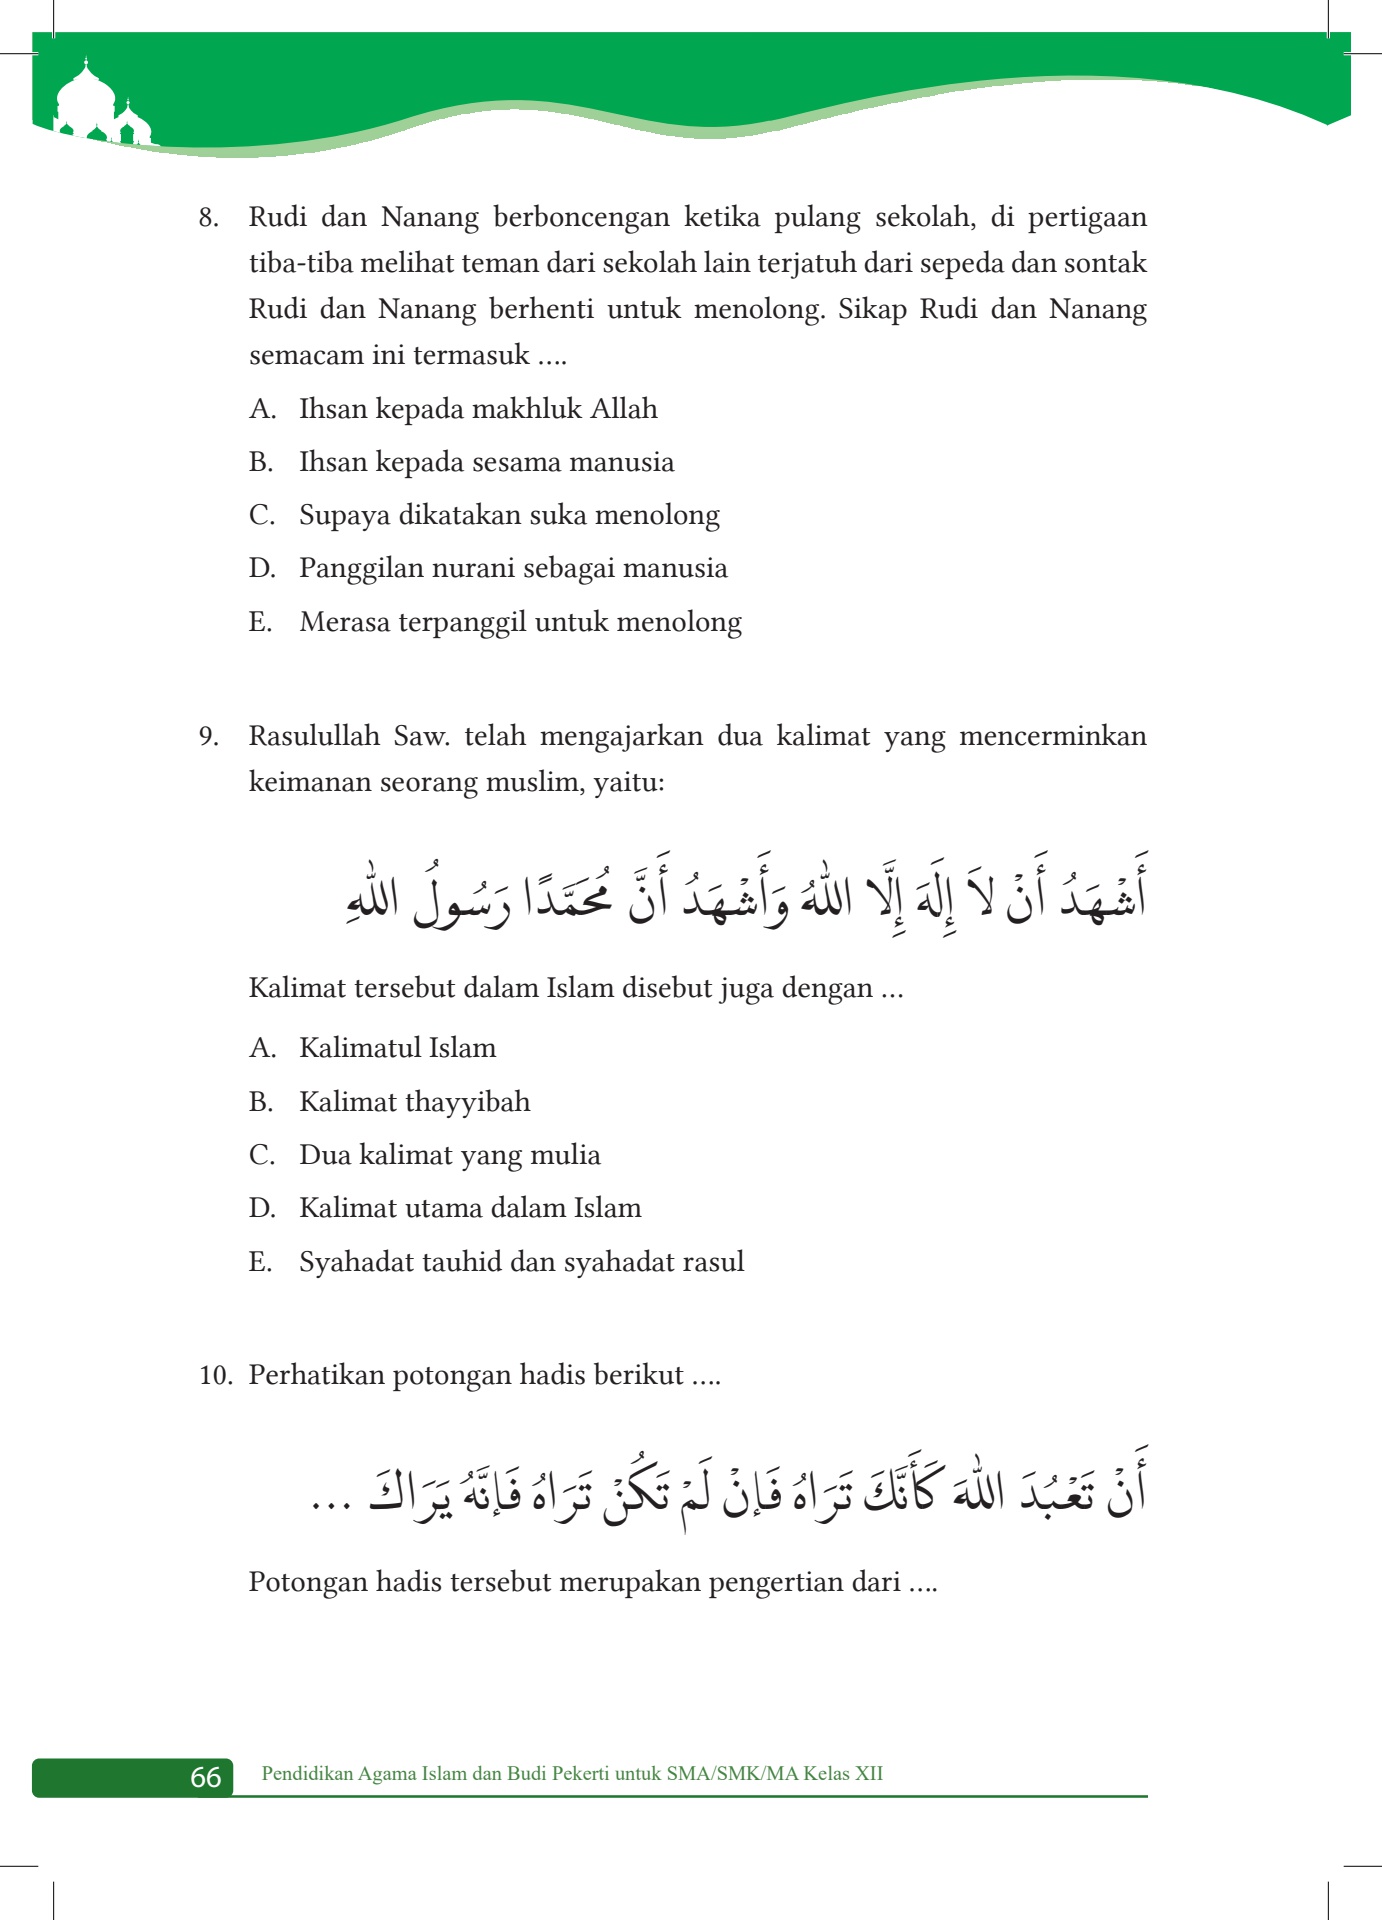 8. Rudi dan Nanang berboncengan ketika pulang sekolah, di pertigaan
tiba-tiba melihat teman dari sekolah lain terjatuh dari sepeda dan sontak
Rudi dan Nanang berhenti untuk menolong. Sikap Rudi dan Nanang
semacam ini termasuk ....
A. Ihsan kepada makhluk Allah
B. Ihsan kepada sesama manusia
C. Supaya dikatakan suka menolong
D. Panggilan nurani sebagai manusia
E. Merasa terpanggil untuk menolong
9. Rasulullah Saw. telah mengajarkan dua kalimat yang mencerminkan
keimanan seorang muslim, yaitu:
أَشْهَدُ أَنْ لاَ إِلَهَ إِلَّا اللهُ وَأَشْهَدُ أَنَّ مُحَمَّدًا رَسُولُ اللهِ
Kalimat tersebut dalam Islam disebut juga dengan ...
A. Kalimatul Islam
B. Kalimat thayyibah
C. Dua kalimat yang mulia
D. Kalimat utama dalam Islam
E. Syahadat tauhid dan syahadat rasul
10. Perhatikan potongan hadis berikut ....
أَنْ تَعْبُدَ اللهَ كَأَنَّكَ تَرَاهُ فَإِنْ لَمْ تَكُنْ تَرَاهُ فَإِنَّهُ يَرَاكَ ...
Potongan hadis tersebut merupakan pengertian dari ....
66 Pendidikan Agama Islam dan Budi Pekerti untuk SMA/SMK/MA Kelas XII